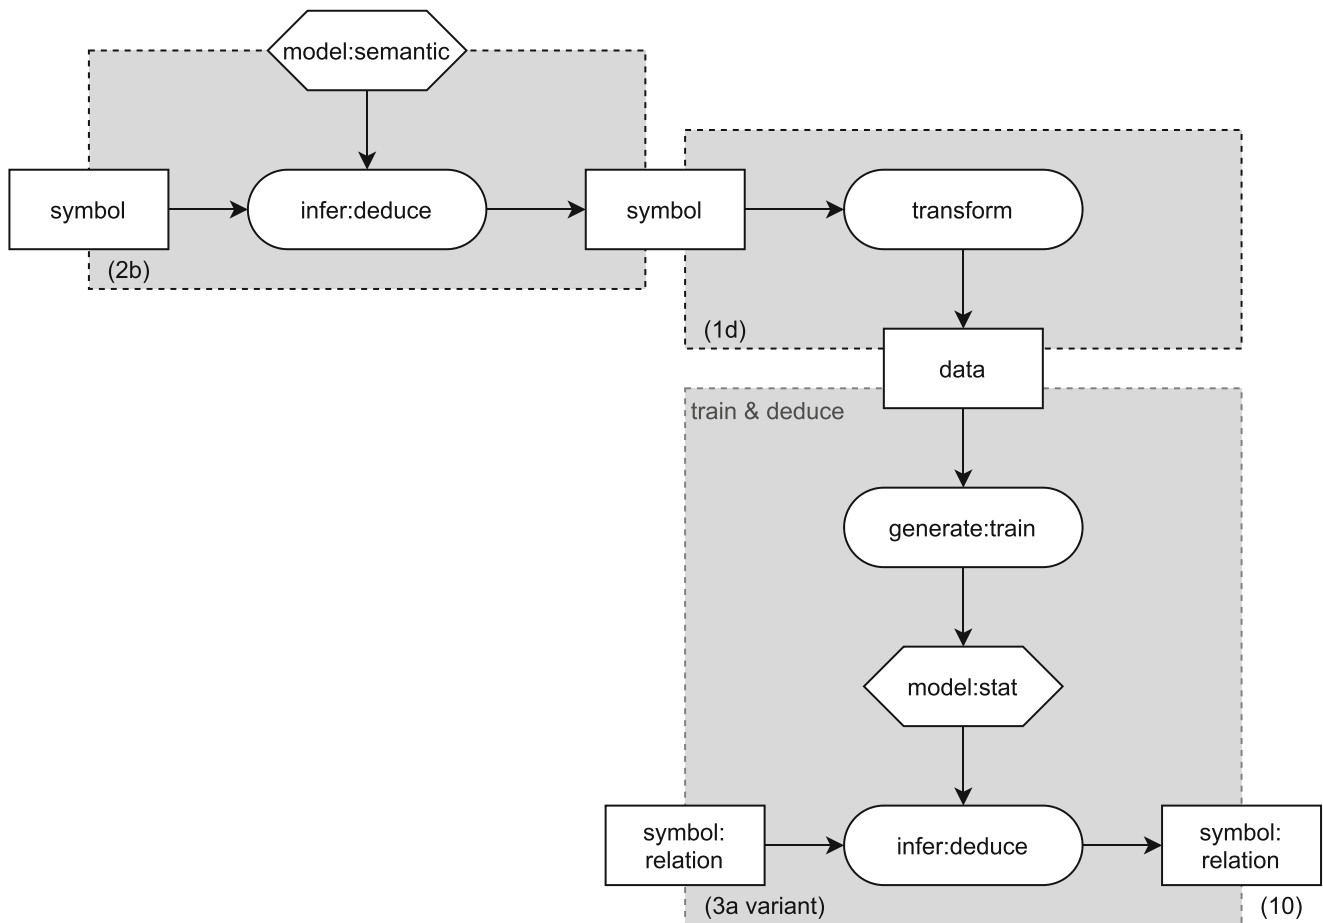 model:semantic
symbol
infer:deduce
symbol
transform
(2b)
(1d)
data
train & deduce
generate:train
model:stat
symbol:
relation
infer:deduce
symbol:
relation
(3a variant)
(10)